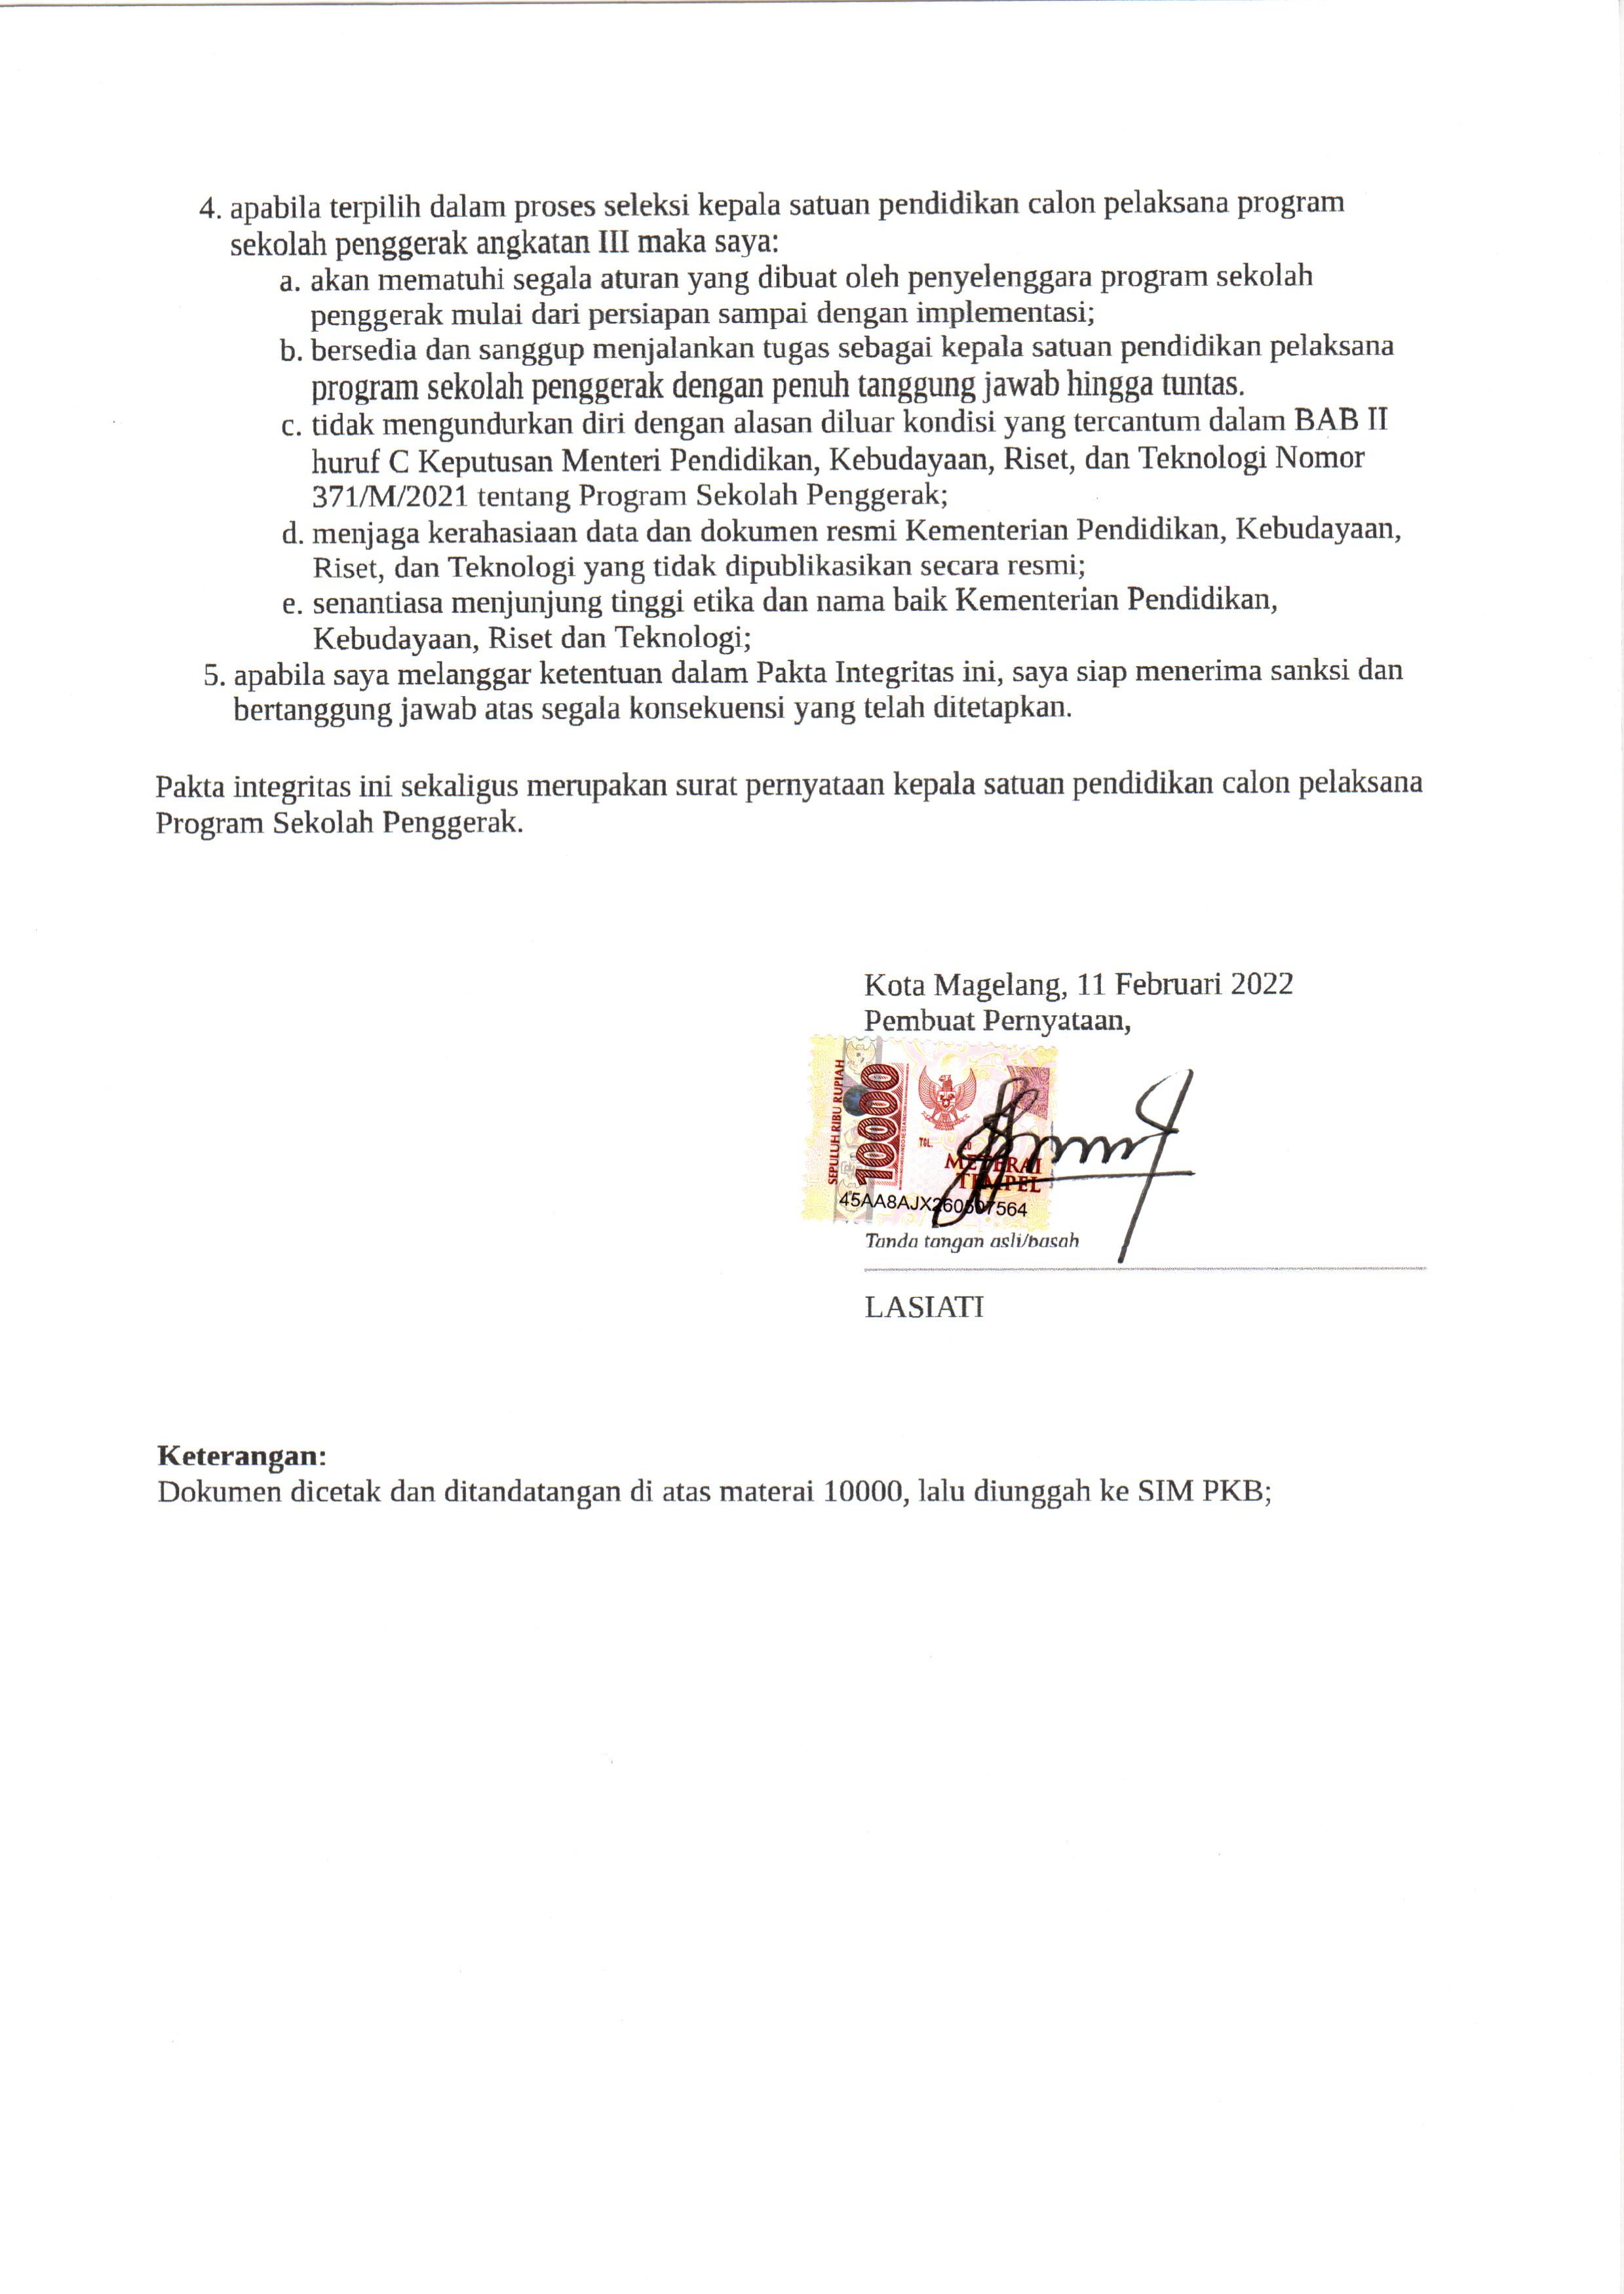 4. apabila terpilih dalam proses seleksi kepala satuan pendidikan calon pelaksana program
sekolah penggerak angkatan III maka saya:
a. akan mematuhi segala aturan yang dibuat oleh penyelenggara program sekolah
penggerak mulai dari persiapan sampai dengan implementasi;
b. bersedia dan sanggup menjalankan tugas sebagai kepala satuan pendidikan pelaksana
program sekolah penggerak dengan penuh tanggung jawab hingga tuntas.
c. tidak mengundurkan diri dengan alasan diluar kondisi yang tercantum dalam BAB II
huruf C Keputusan Menteri Pendidikan, Kebudayaan, Riset, dan Teknologi Nomor
371/M/2021 tentang Program Sekolah Penggerak;
d. menjaga kerahasiaan data dan dokumen resmi Kementerian Pendidikan, Kebudayaan,
Riset, dan Teknologi yang tidak dipublikasikan secara resmi;
e. senantiasa menjunjung tinggi etika dan nama baik Kementerian Pendidikan,
Kebudayaan, Riset dan Teknologi;
5. apabila saya melanggar ketentuan dalam Pakta Integritas ini, saya siap menerima sanksi dan
bertanggung jawab atas segala konsekuensi yang telah ditetapkan.
Pakta integritas ini sekaligus merupakan surat pernyataan kepala satuan pendidikan calon pelaksana
Program Sekolah Penggerak.
Kota Magelang, 11 Februari 2022
Pembuat Pernyataan,
SEPULUH RIBU RUPIAH
10000
TGL. 20
METERAI
TEMPEL
Tanda tangan asli/basah
LASIATI
Keterangan:
Dokumen dicetak dan ditandatangan di atas materai 10000, lalu diunggah ke SIM PKB;